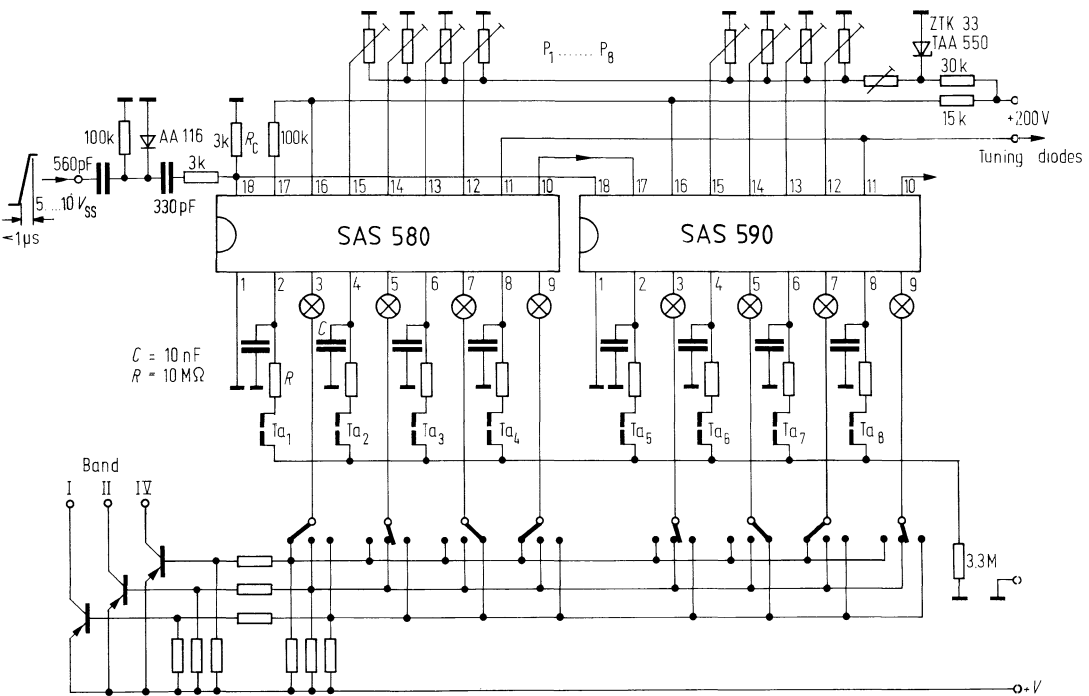 ZTK 33
TAA 550
P1 ....... P8
30 k
15 k
+200 V
Tuning diodes
100k
AA 116
3k
RC
100k
560pF
3k
330 pF
5....10 VSS
<1µs
18 17 16 15 14 13 12 11 10
18 17 16 15 14 13 12 11 10
SAS 580
SAS 590
1 2 3 4 5 6 7 8 9
1 2 3 4 5 6 7 8 9
C
C = 10 nF
R = 10 MΩ
R
Ta1 Ta2 Ta3 Ta4 Ta5 Ta6 Ta7 Ta8
Band
I II IV
3.3 M
+V